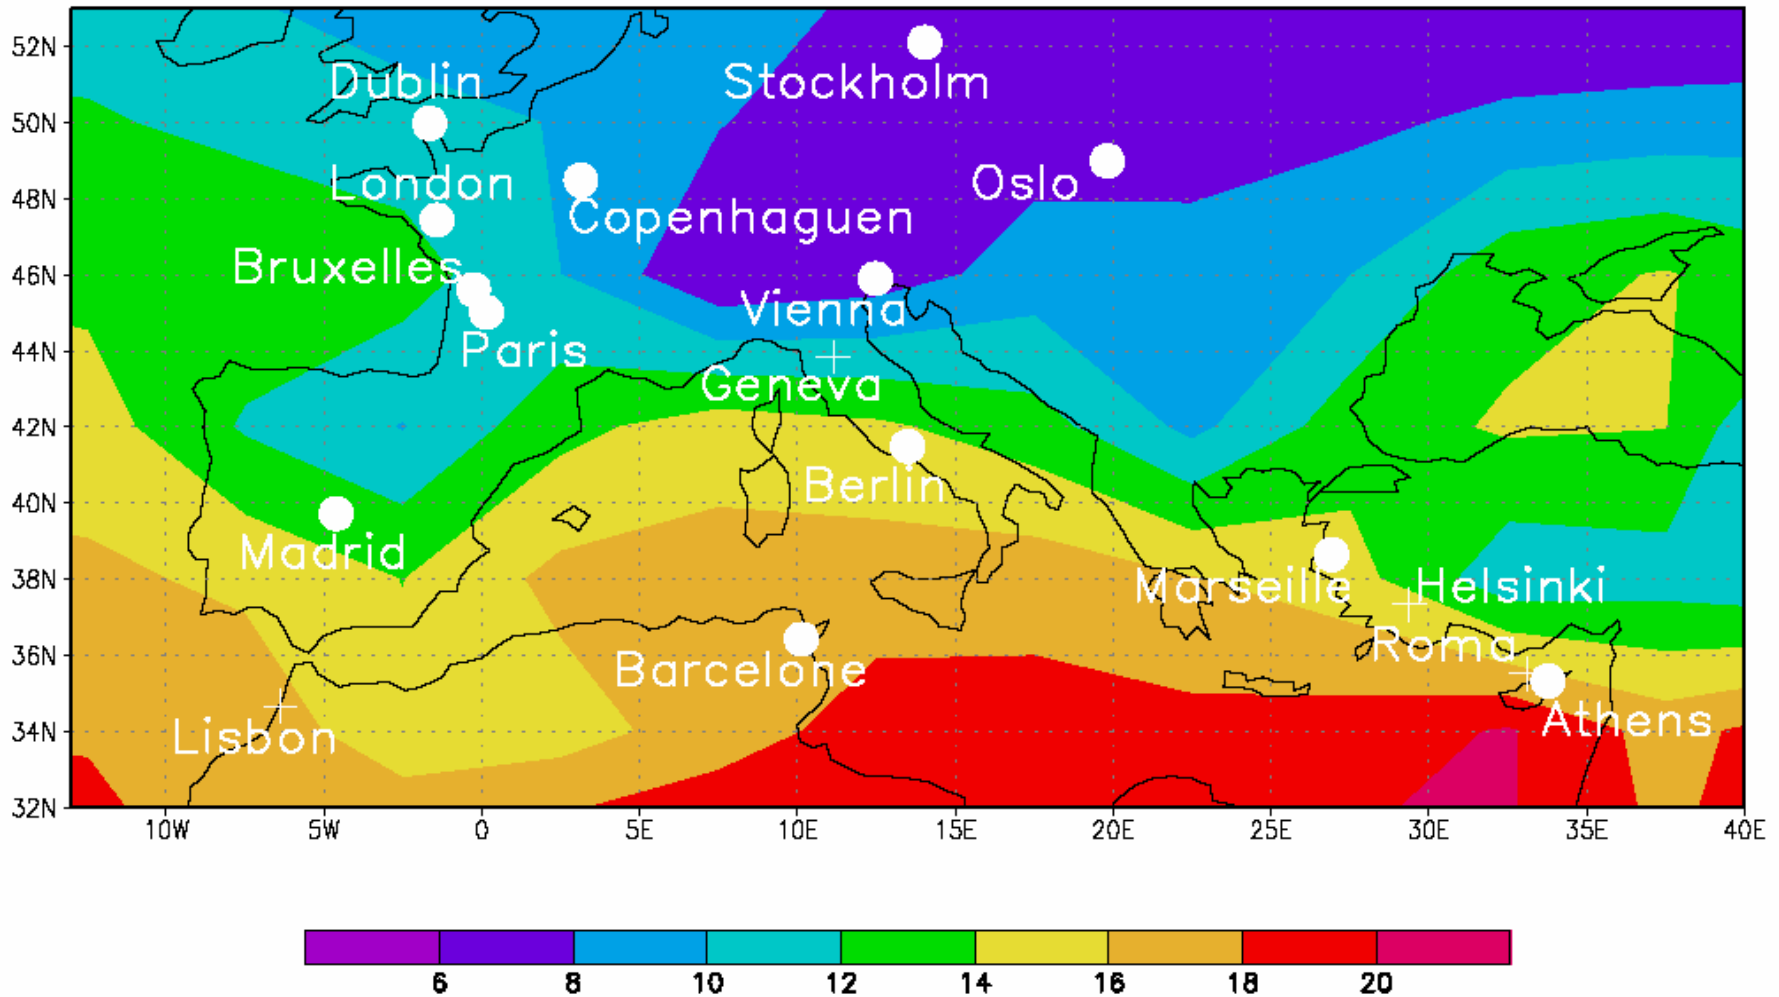 52N
Dublin
Stockholm
50N
London
Oslo
48N
Copenhaguen
46N
Bruxelles
Vienna
44N
Paris
Geneva
42N
Berlin
40N
Madrid
38N
Marseille
Helsinki
Roma
36N
Barcelone
34N
Lisbon
Athens
32N
10W 5W 0 5E 10E 15E 20E 25E 30E 35E 40E
6 8 10 12 14 16 18 20